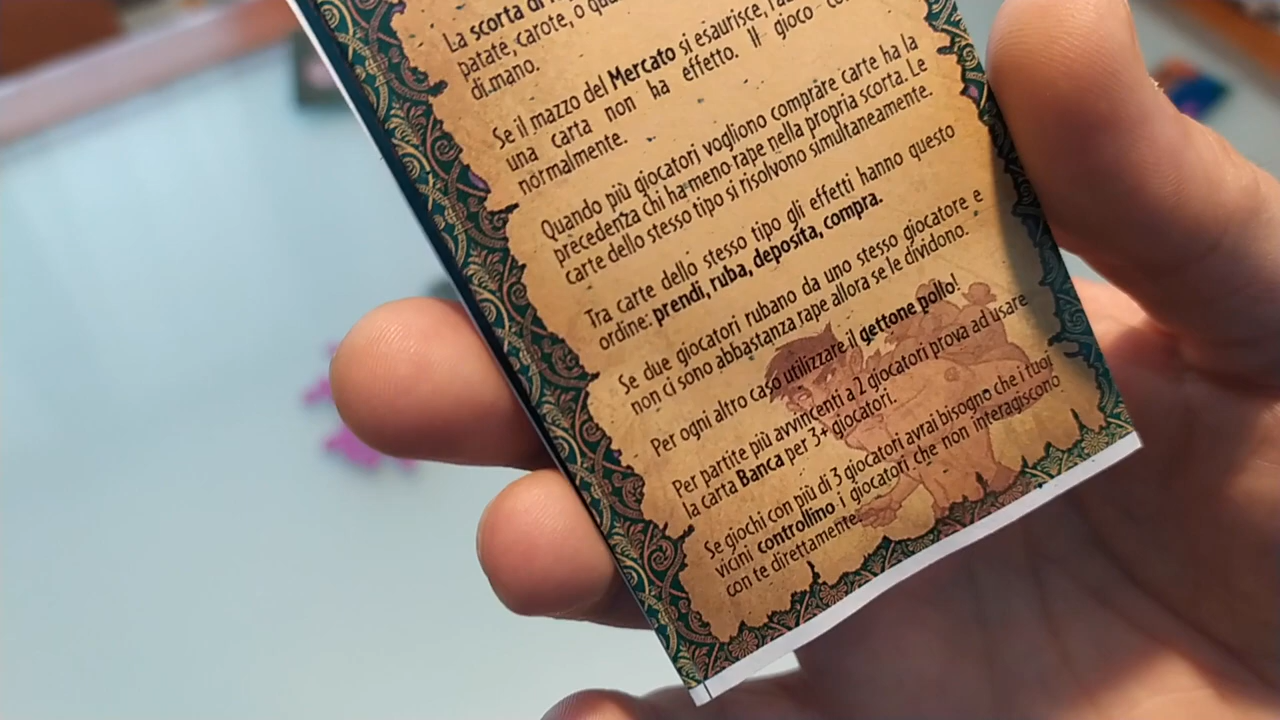 La scorta di
patate, carote, o
di mano.
Se il mazzo del Mercato si esaurisce,
una carta non ha effetto. Il gioco
normalmente.
Quando più giocatori vogliono comprare carte ha la
precedenza chi ha meno rape nella propria scorta. Le
carte dello stesso tipo si risolvono simultaneamente.
Tra carte dello stesso tipo gli effetti hanno questo
ordine: prendi, ruba, deposita, compra.
Se due giocatori rubano da uno stesso giocatore e
non ci sono abbastanza rape allora se le dividono.
Per ogni altro caso utilizzare il gettone pollo!
Per partite più avvincenti a 2 giocatori prova ad usare
la carta Banca per 3+ giocatori.
Se giochi con più di 3 giocatori avrai bisogno che i tuoi
vicini controllino i giocatori che non interagiscono
con te direttamente.